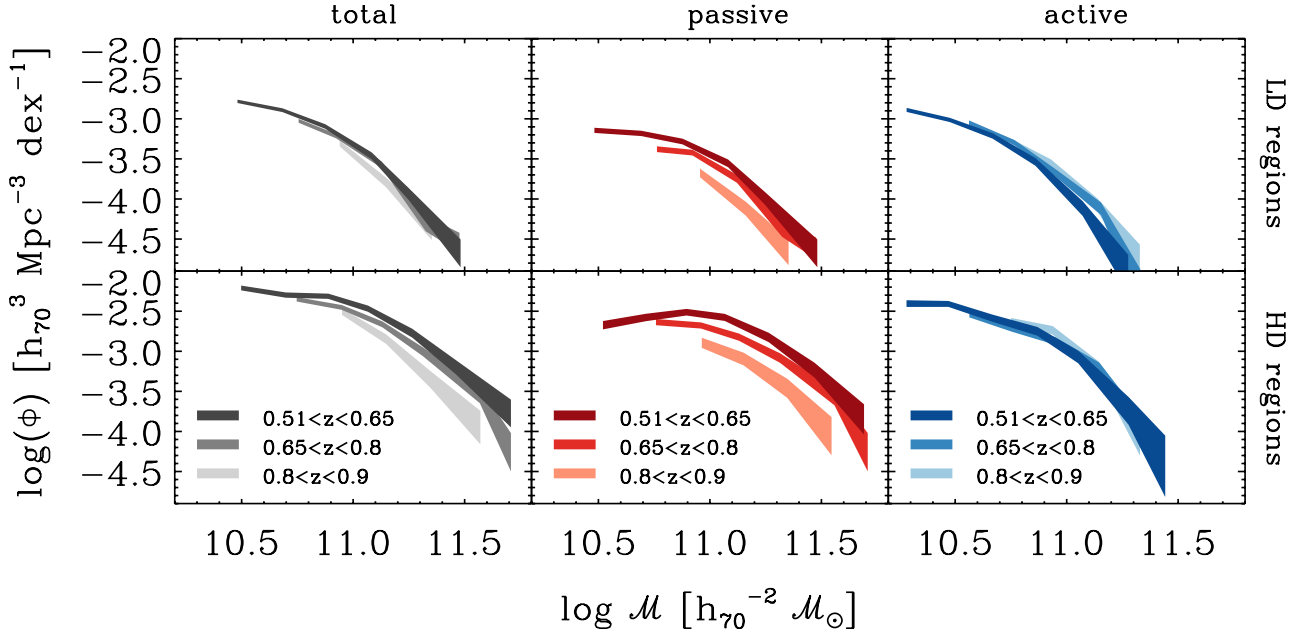 total passive active
log(φ) [h₇₀³ Mpc⁻³ dex⁻¹]
−2.0
−2.5
−3.0
−3.5
−4.0
−4.5
LD regions
−2.0
−2.5
−3.0
−3.5
−4.0
−4.5
HD regions
0.51<z<0.65 0.51<z<0.65 0.51<z<0.65
0.65<z<0.8 0.65<z<0.8 0.65<z<0.8
0.8<z<0.9 0.8<z<0.9 0.8<z<0.9
10.5 11.0 11.5 10.5 11.0 11.5 10.5 11.0 11.5
log ℳ [h₇₀⁻² ℳ⊙]